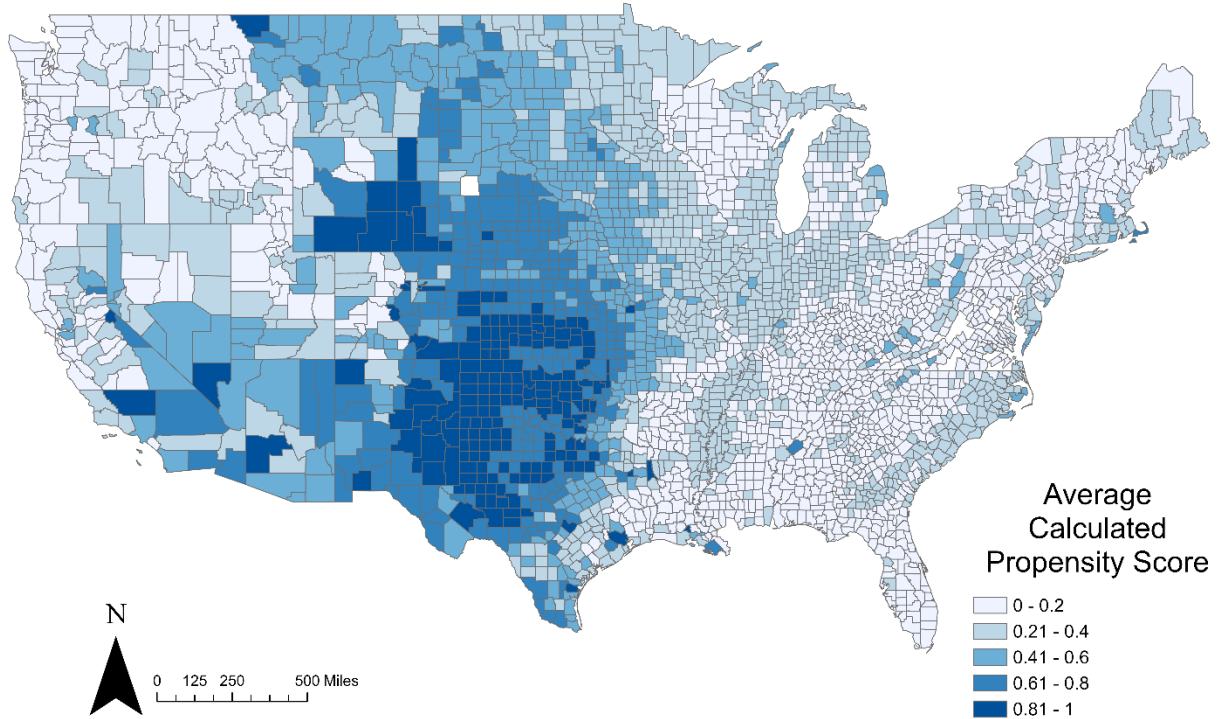 Average
Calculated
Propensity Score
0 - 0.2
0.21 - 0.4
0.41 - 0.6
0.61 - 0.8
0.81 - 1
N
0 125 250 500 Miles